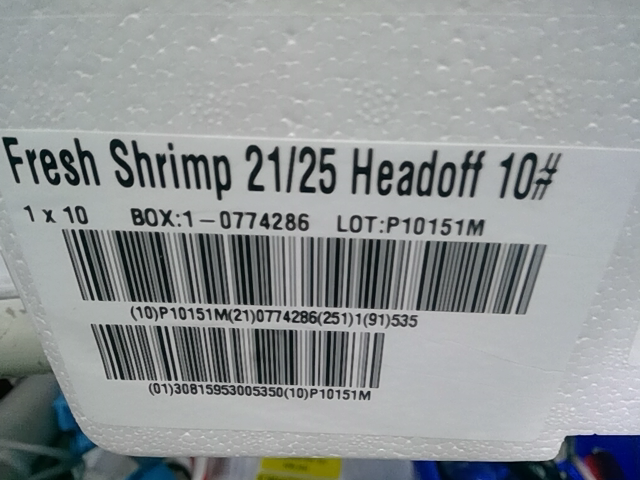 Fresh Shrimp 21/25 Headoff 10#
1 x 10 BOX:1-0774286 LOT:P10151M
(10)P10151M(21)0774286(251)1(91)535
(01)30815953005350(10)P10151M